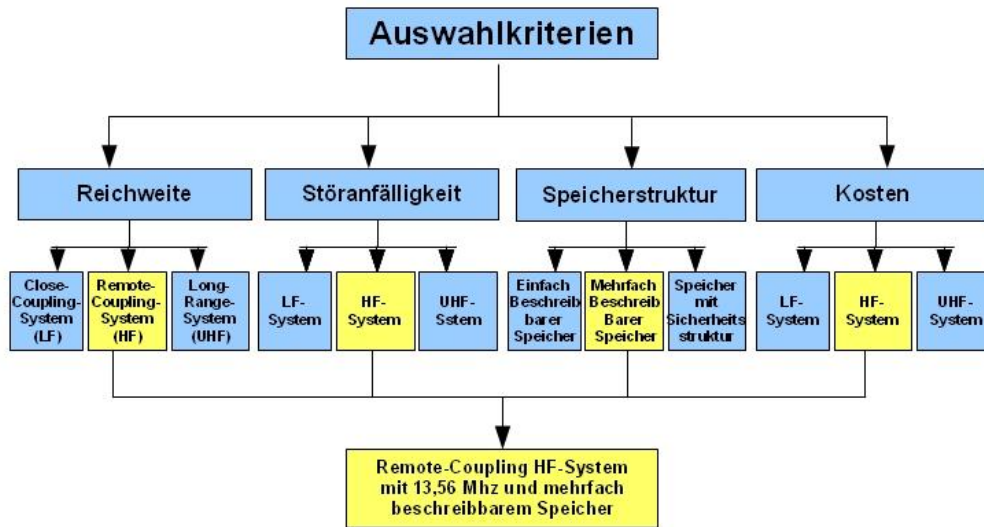 Auswahlkriterien
Reichweite
Störanfälligkeit
Speicherstruktur
Kosten
Close-
Coupling-
System
(LF)
Remote-
Coupling-
System
(HF)
Long-
Range-
System
(UHF)
LF-
System
HF-
System
UHF-
Sstem
Einfach
Beschreib
barer
Speicher
Mehrfach
Beschreib
Barer
Speicher
Speicher
mit
Sicherheits
struktur
LF-
System
HF-
System
UHF-
System
Remote-Coupling HF-System
mit 13,56 Mhz und mehrfach
beschreibbarem Speicher